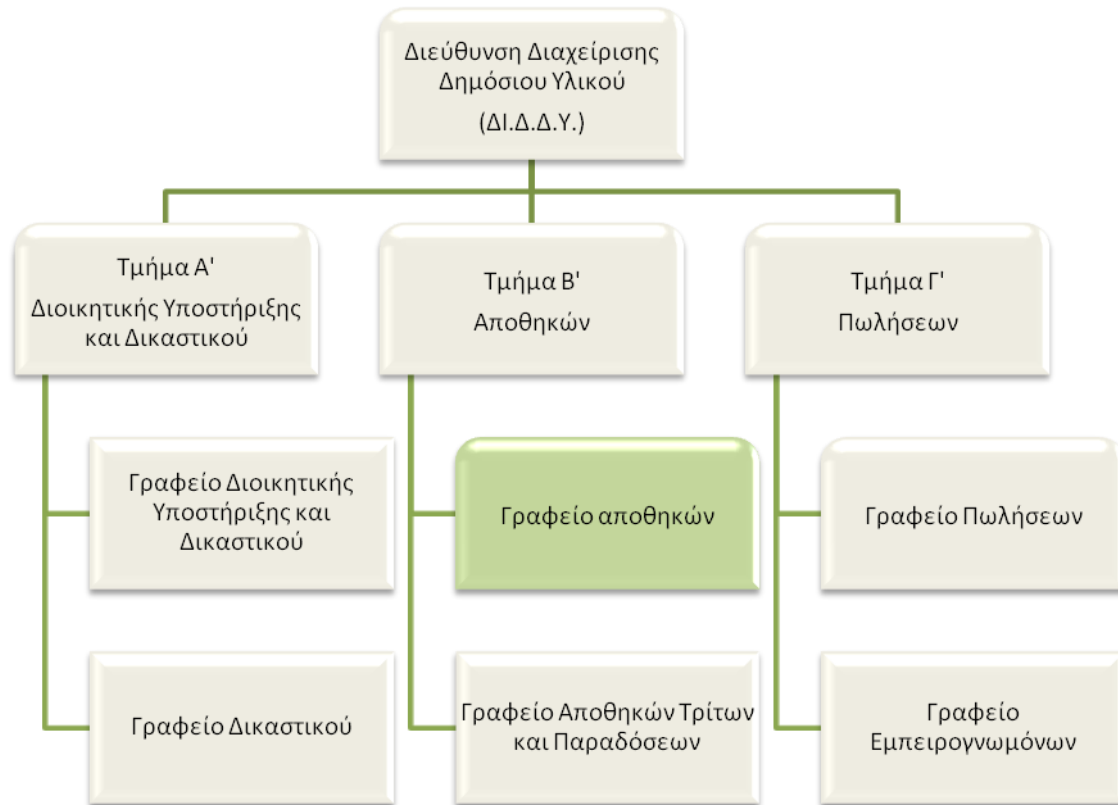 Διεύθυνση Διαχείρισης
Δημόσιου Υλικού
(ΔΙ.Δ.Δ.Υ.)
Τμήμα Α'
Διοικητικής Υποστήριξης
και Δικαστικού
Τμήμα Β'
Αποθηκών
Τμήμα Γ'
Πωλήσεων
Γραφείο Διοικητικής
Υποστήριξης και
Δικαστικού
Γραφείο αποθηκών
Γραφείο Πωλήσεων
Γραφείο Δικαστικού
Γραφείο Αποθηκών Τρίτων
και Παραδόσεων
Γραφείο
Εμπειρογνωμόνων